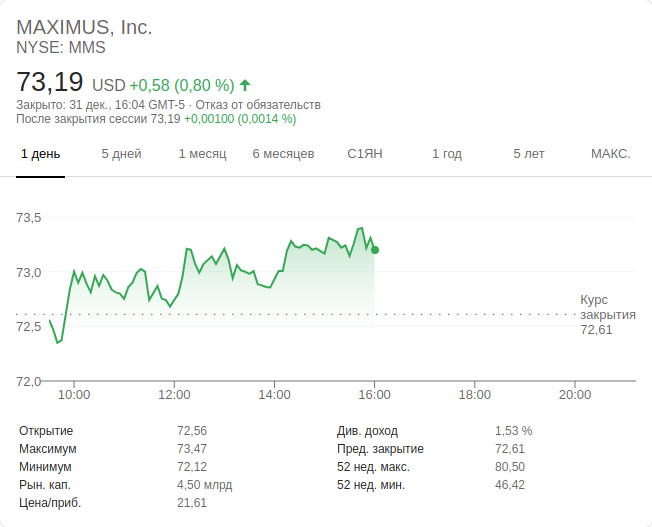 MAXIMUS, Inc.
NYSE: MMS
73,19 USD +0,58 (0,80 %)
Закрыто: 31 дек., 16:04 GMT-5 · Отказ от обязательств
После закрытия сессии 73,19 +0,00100 (0,0014 %)
1 день 5 дней 1 месяц 6 месяцев С1ЯН 1 год 5 лет МАКС.
73,5
73,0
Курс
закрытия
72,61
72,5
72,0
10:00 12:00 14:00 16:00 18:00 20:00
Открытие 72,56 Див. доход 1,53 %
Максимум 73,47 Пред. закрытие 72,61
Минимум 72,12 52 нед. макс. 80,50
Рын. кап. 4,50 млрд 52 нед. мин. 46,42
Цена/приб. 21,61